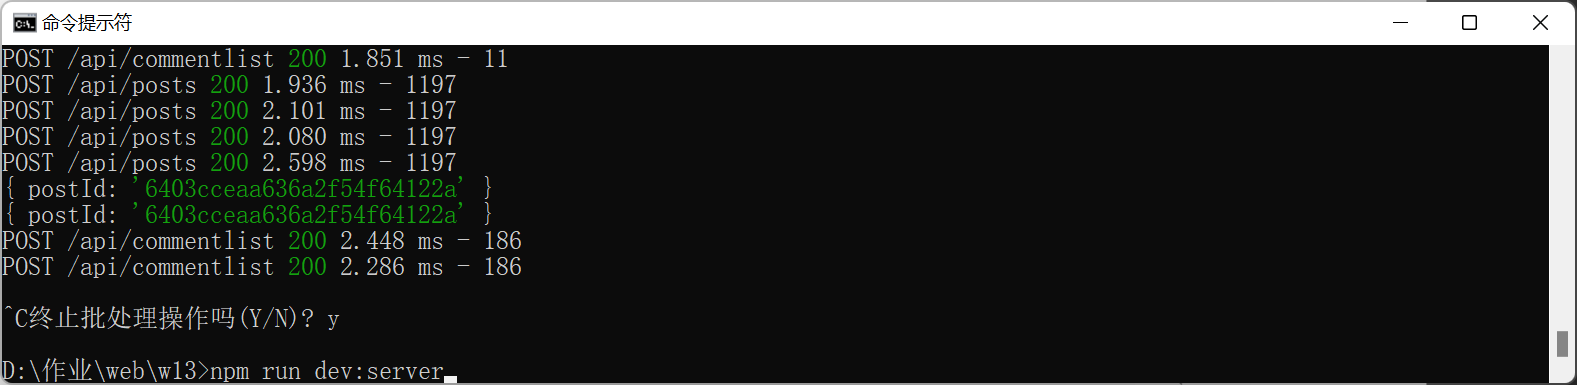 命令提示符
POST /api/commentlist 200 1.851 ms - 11
POST /api/posts 200 1.936 ms - 1197
POST /api/posts 200 2.101 ms - 1197
POST /api/posts 200 2.080 ms - 1197
POST /api/posts 200 2.598 ms - 1197
{ postId: '6403cceaa636a2f54f64122a' }
{ postId: '6403cceaa636a2f54f64122a' }
POST /api/commentlist 200 2.448 ms - 186
POST /api/commentlist 200 2.286 ms - 186
^C终止批处理操作吗(Y/N)? y
D:\作业\web\w13>npm run dev:server